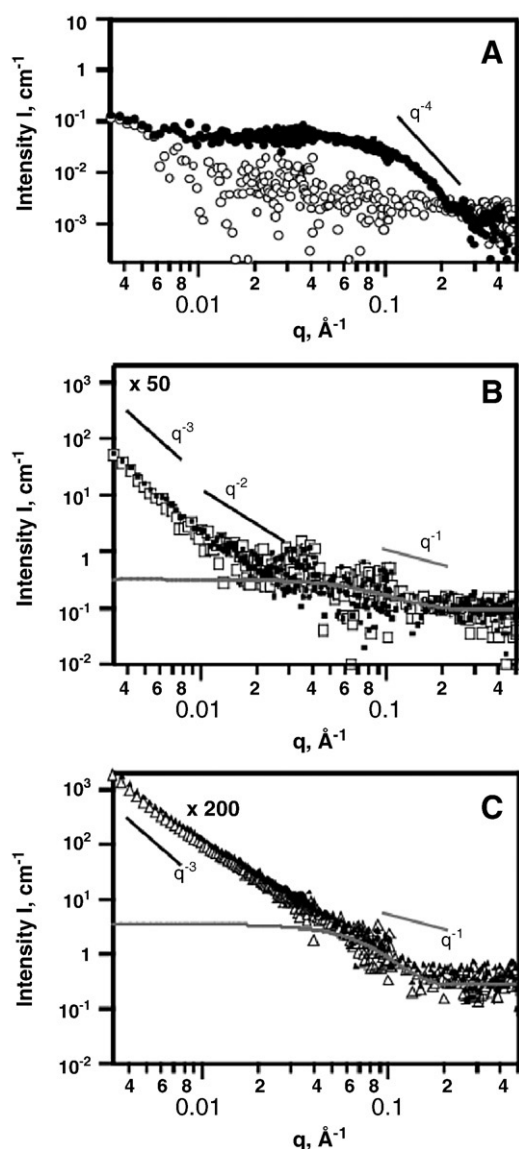 A
Intensity I, cm⁻¹
10
10⁻¹
10⁻²
10⁻³
q⁻⁴
4 6 8 2 4 6 8 2 4
0.01 0.1
q, Å⁻¹
B
x 50
Intensity I, cm⁻¹
10³
10²
10¹
1
10⁻¹
10⁻²
q⁻³
q⁻²
q⁻¹
4 6 8 2 4 6 8 2 4
0.01 0.1
q, Å⁻¹
C
x 200
Intensity I, cm⁻¹
10³
10²
10¹
1
10⁻¹
10⁻²
q⁻³
q⁻¹
4 6 8 2 4 6 8 2 4
0.01 0.1
q, Å⁻¹